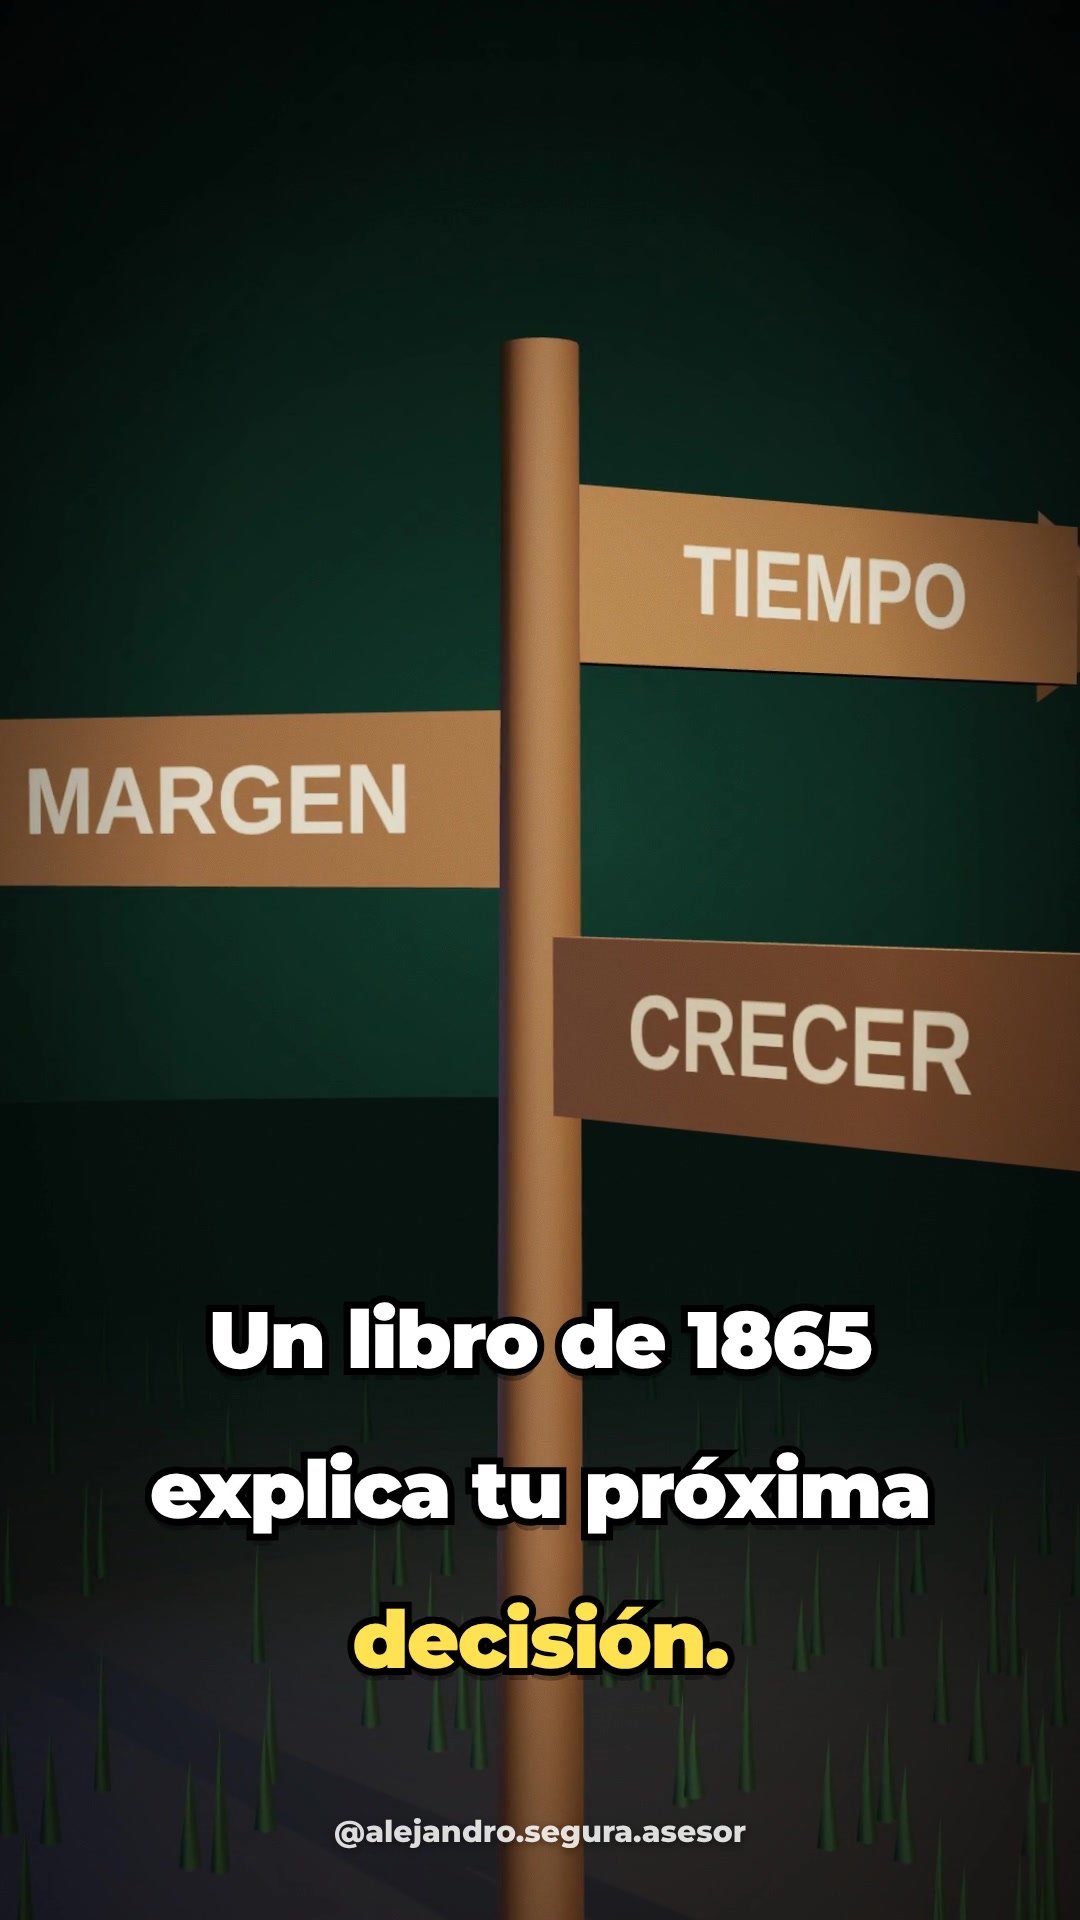 TIEMPO
MARGEN
CRECER
Un libro de 1865
explica tu próxima
decisión.
@alejandro.segura.asesor